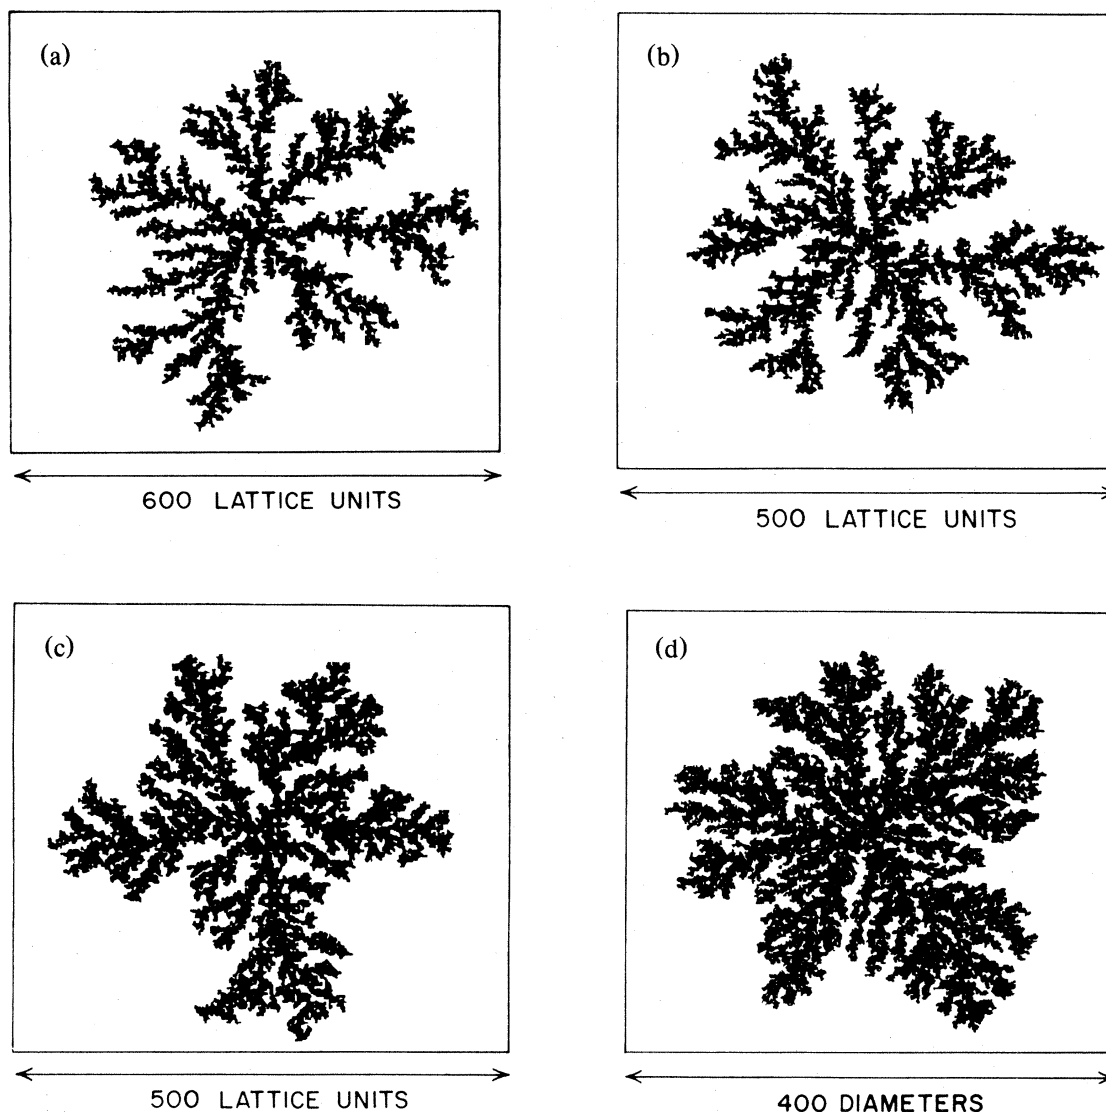 (a)
(b)
600 LATTICE UNITS
500 LATTICE UNITS
(c)
(d)
500 LATTICE UNITS
400 DIAMETERS